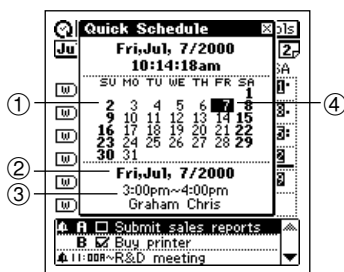 Quick Schedule
ols
Ju
Fri,Jul, 7/2000
10:14:18am
SU MO TU WE TH FR SA
1
2 3 4 5 6 7 8
9 10 11 12 13 14 15
16 17 18 19 20 21 22
23 24 25 26 27 28 29
30 31
SA
① ④
② Fri,Jul, 7/2000
③ 3:00pm~4:00pm
Graham Chris
A Submit sales reports
B Buy printer
11:00A~R&D meeting